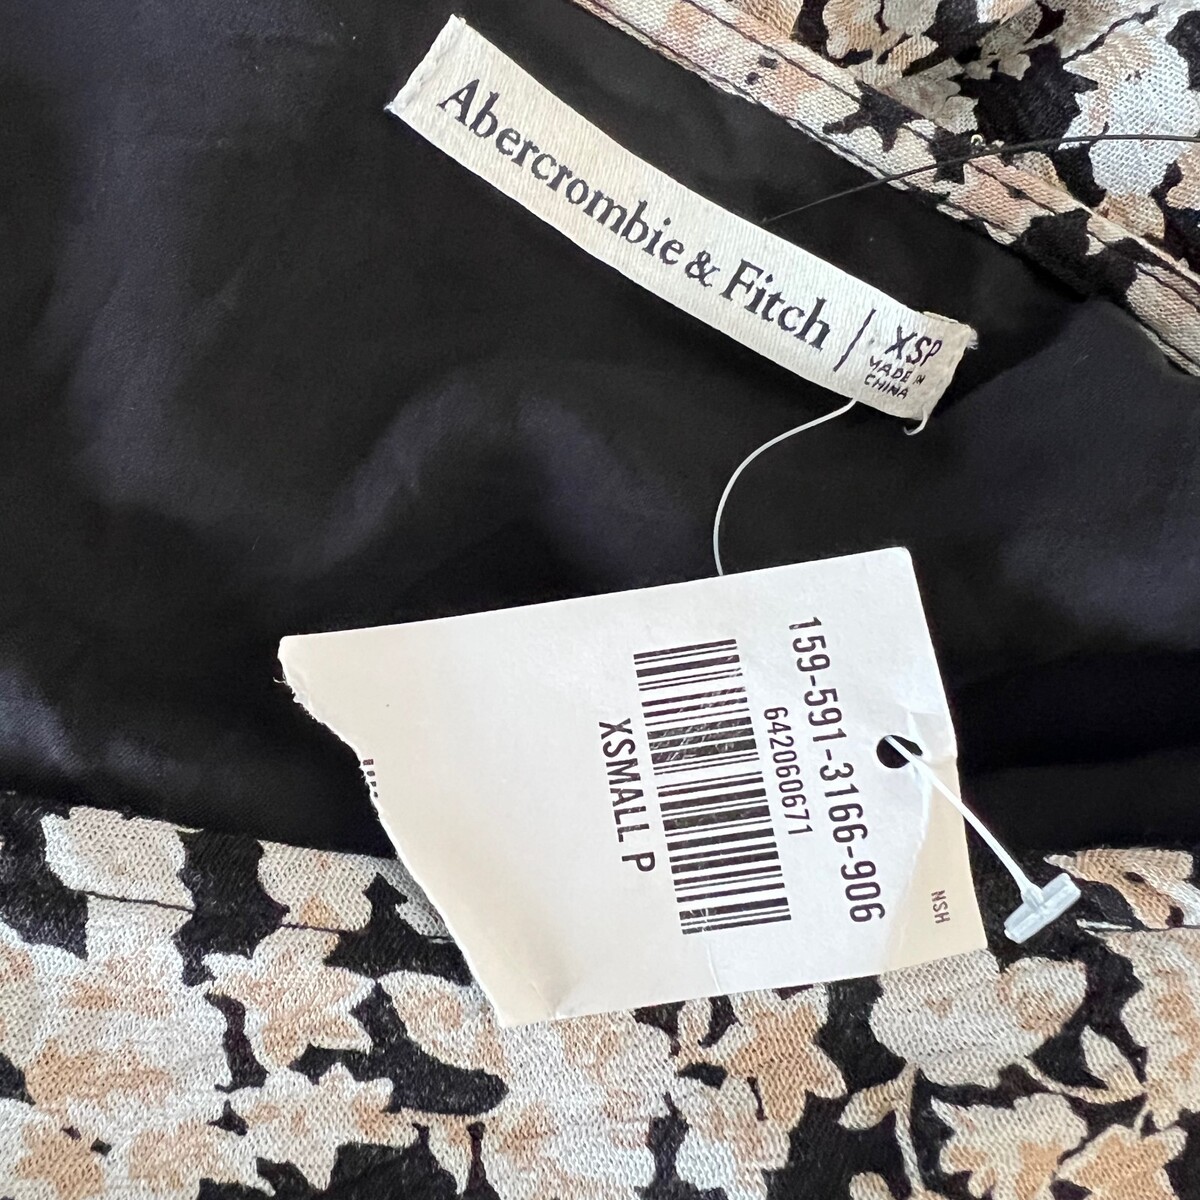 Abercrombie & Fitch
XSP
MADE IN
CHINA
159-591-3166-906
642060671
XSMALL P
NSH